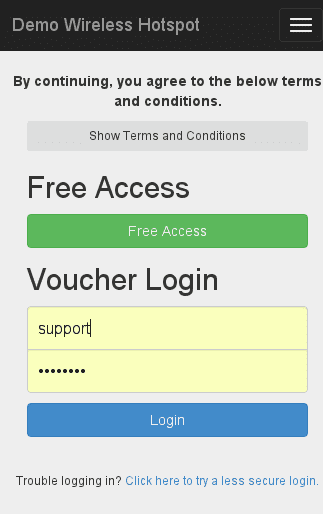 Demo Wireless Hotspot
By continuing, you agree to the below terms
and conditions.
Show Terms and Conditions
Free Access
Free Access
Voucher Login
support
••••••••
Login
Trouble logging in? Click here to try a less secure login.